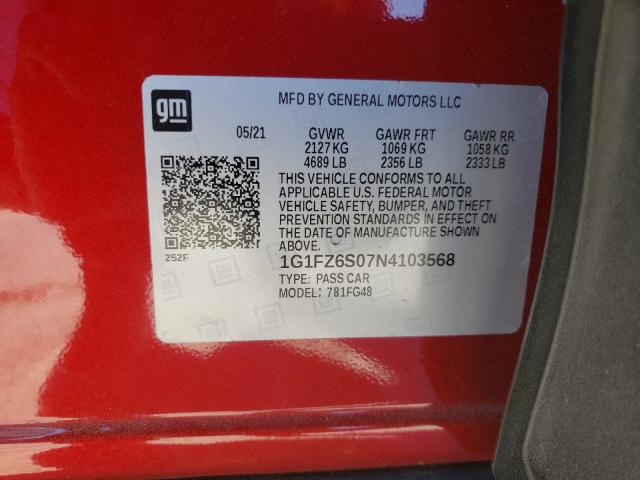 gm
MFD BY GENERAL MOTORS LLC
05/21 GVWR GAWR FRT GAWR RR
2127 KG 1069 KG 1058 KG
4689 LB 2356 LB 2333 LB
THIS VEHICLE CONFORMS TO ALL
APPLICABLE U.S. FEDERAL MOTOR
VEHICLE SAFETY, BUMPER, AND THEFT
PREVENTION STANDARDS IN EFFECT ON
THE DATE OF MANUFACTURE SHOWN
ABOVE.
252F
1G1FZ6S07N4103568
TYPE: PASS CAR
MODEL: 781FG48